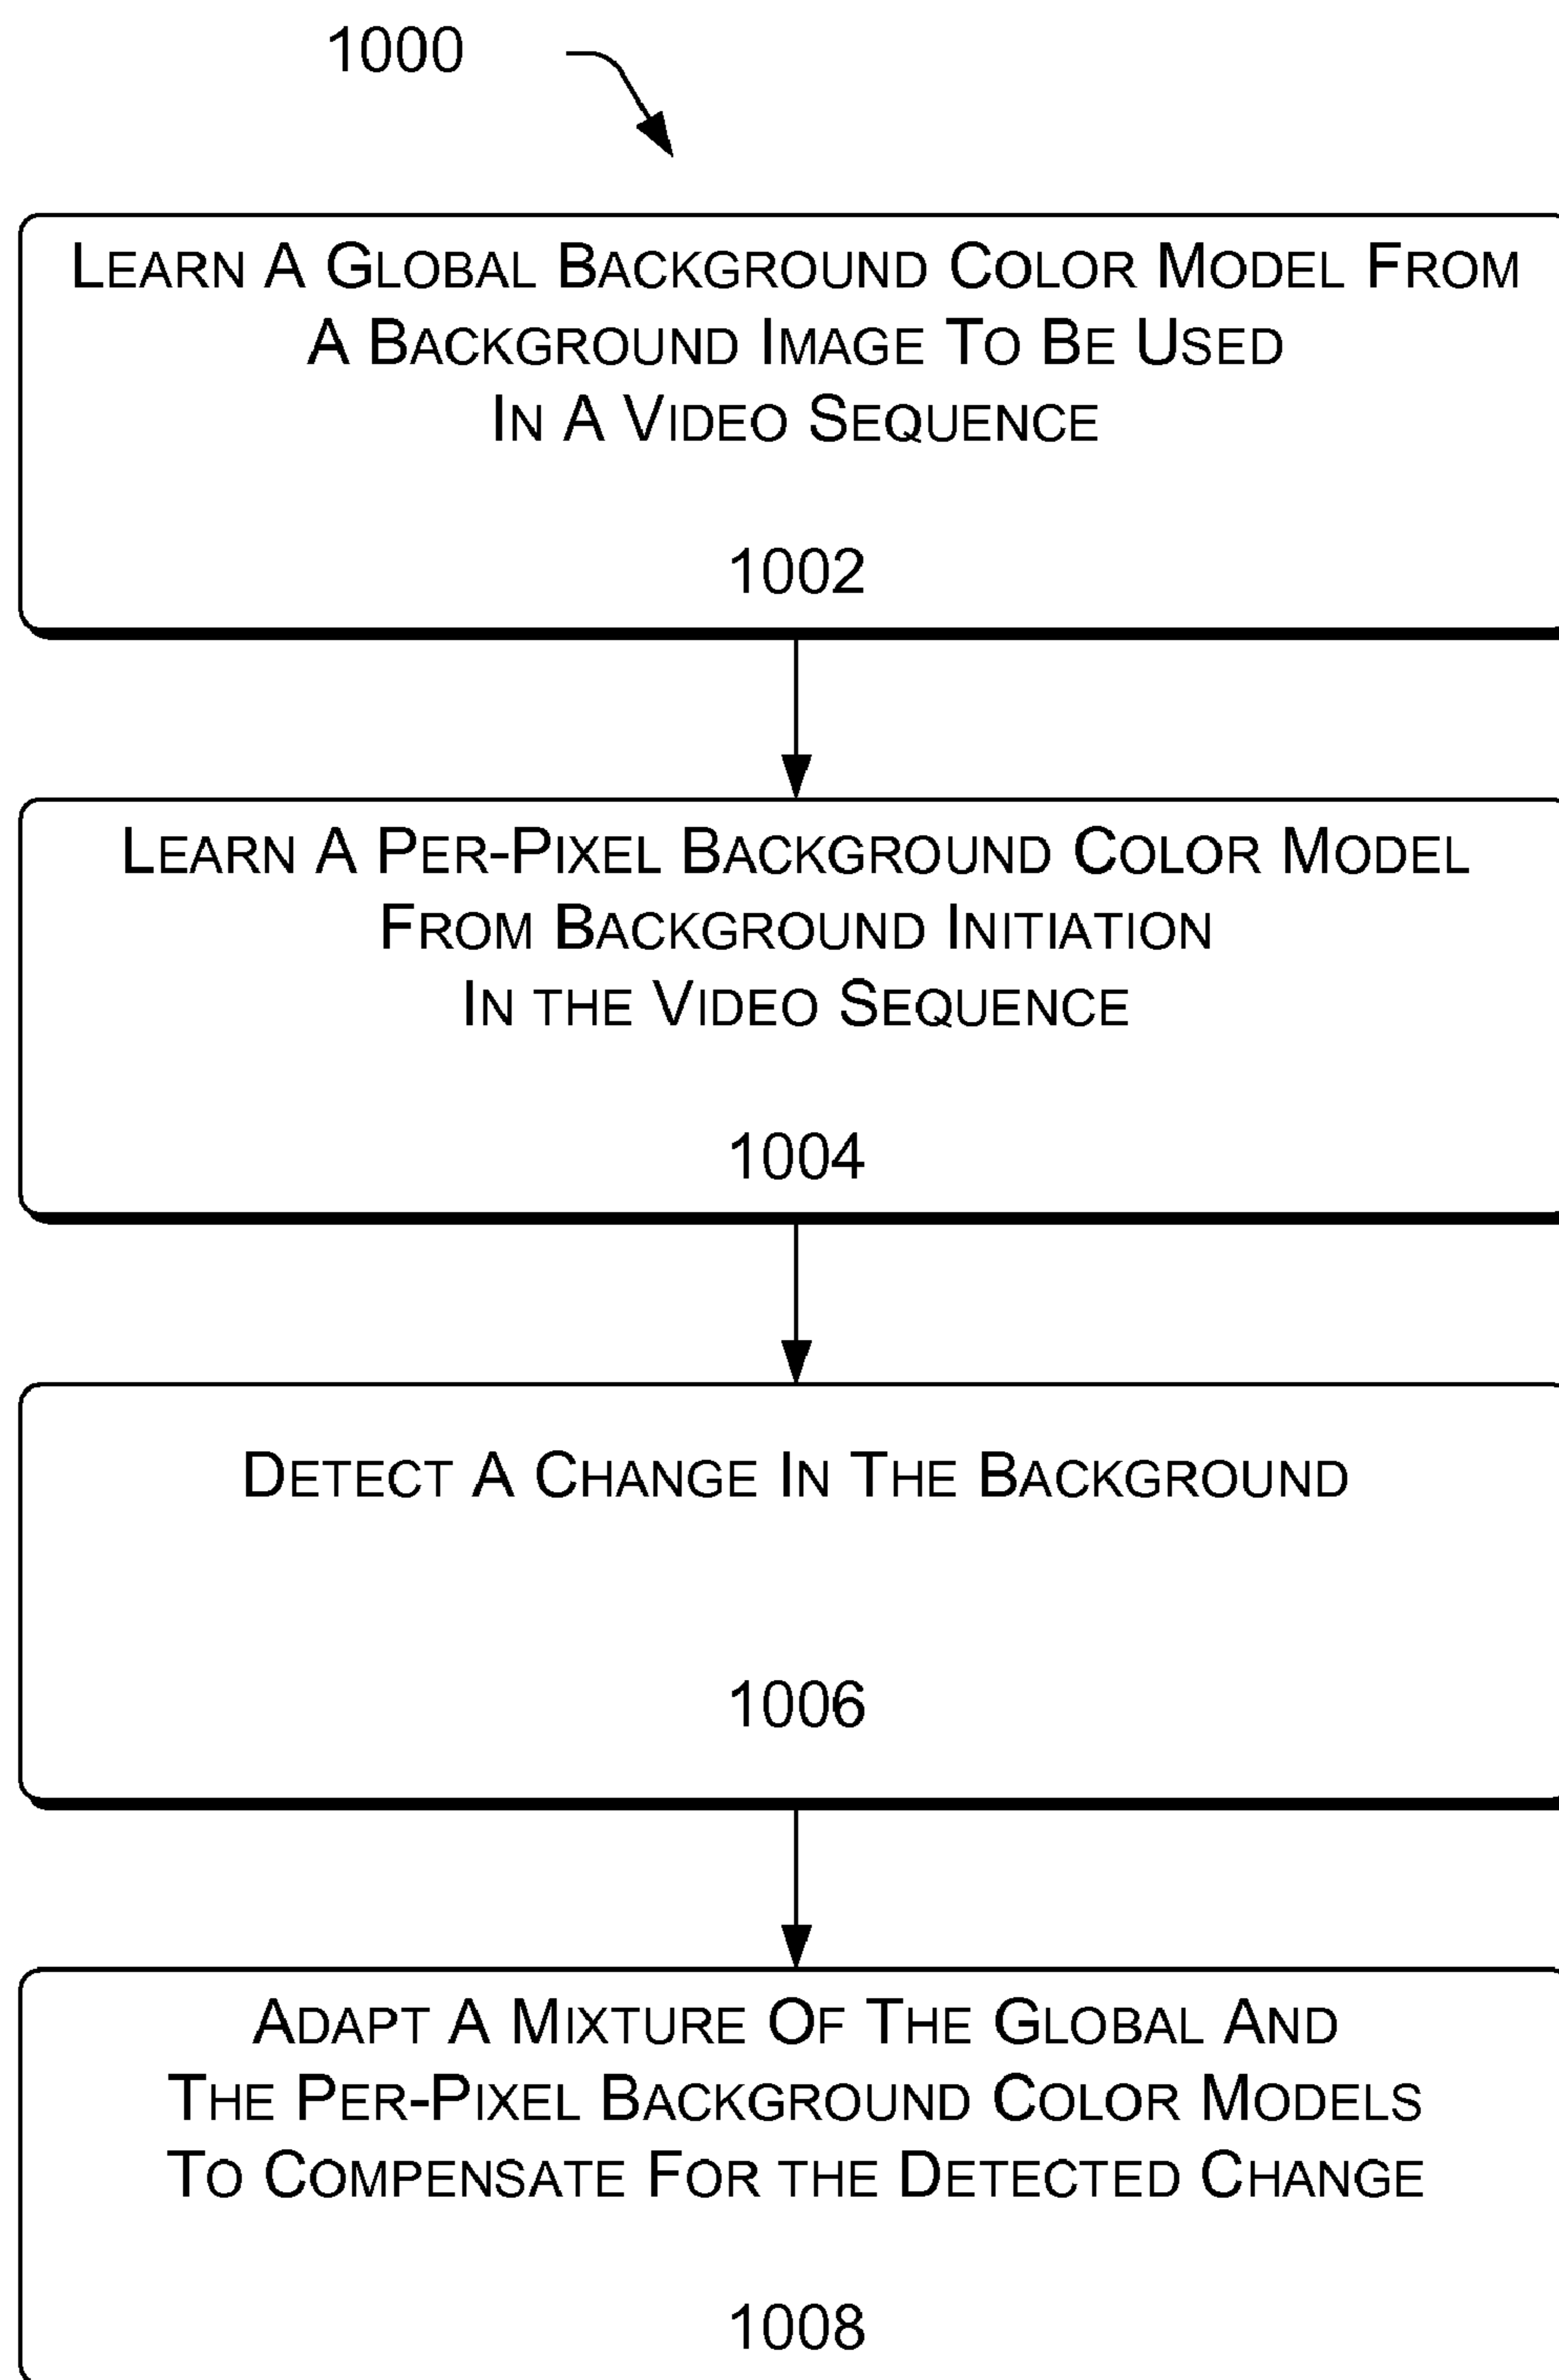 1000
LEARN A GLOBAL BACKGROUND COLOR MODEL FROM
A BACKGROUND IMAGE TO BE USED
IN A VIDEO SEQUENCE
1002
LEARN A PER-PIXEL BACKGROUND COLOR MODEL
FROM BACKGROUND INITIATION
IN THE VIDEO SEQUENCE
1004
DETECT A CHANGE IN THE BACKGROUND
1006
ADAPT A MIXTURE OF THE GLOBAL AND
THE PER-PIXEL BACKGROUND COLOR MODELS
TO COMPENSATE FOR THE DETECTED CHANGE
1008